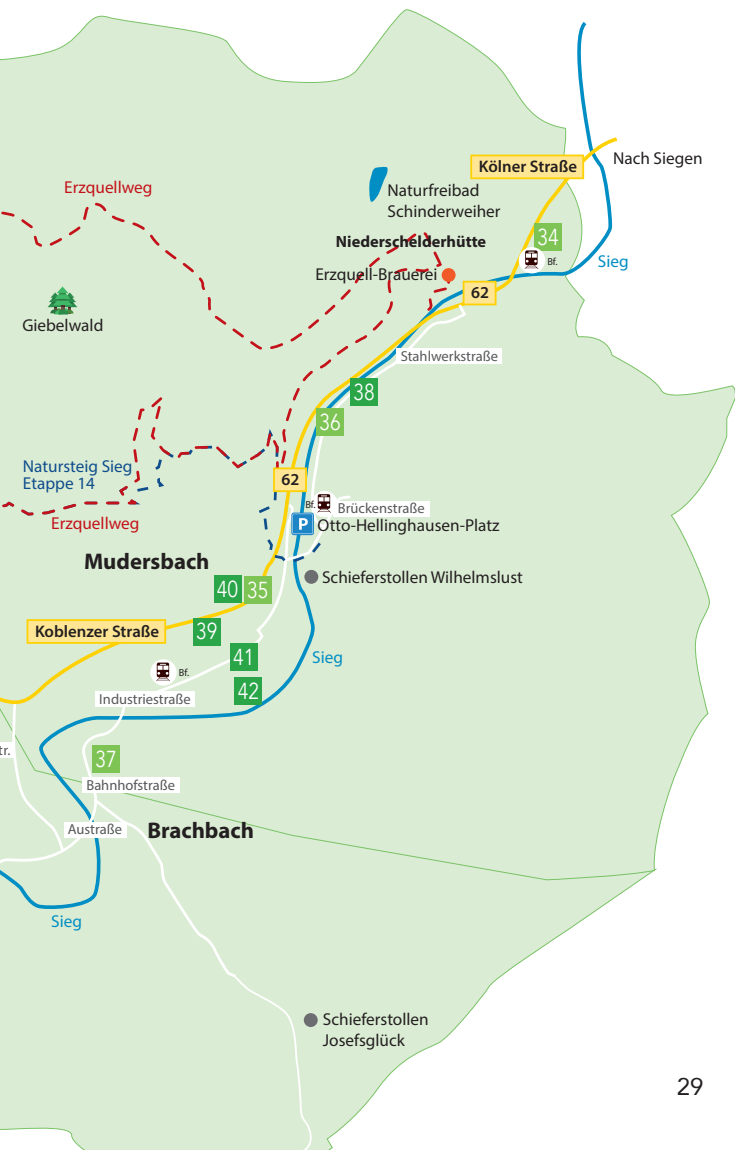 Kölner Straße
Nach Siegen
Erzquellweg
Naturfreibad
Schinderweiher
34
Niederschelderhütte
Bf.
Sieg
Erzquell-Brauerei
62
Giebelwald
Stahlwerkstraße
38
36
Natursteig Sieg
Etappe 14
62
Bf.
Brückenstraße
Erzquellweg
P
Otto-Hellinghausen-Platz
Mudersbach
Schieferstollen Wilhelmslust
40
35
Koblenzer Straße
39
41
Sieg
Bf.
42
Industriestraße
tr.
37
Bahnhofstraße
Austraße
Brachbach
Sieg
Schieferstollen
Josefsglück
29